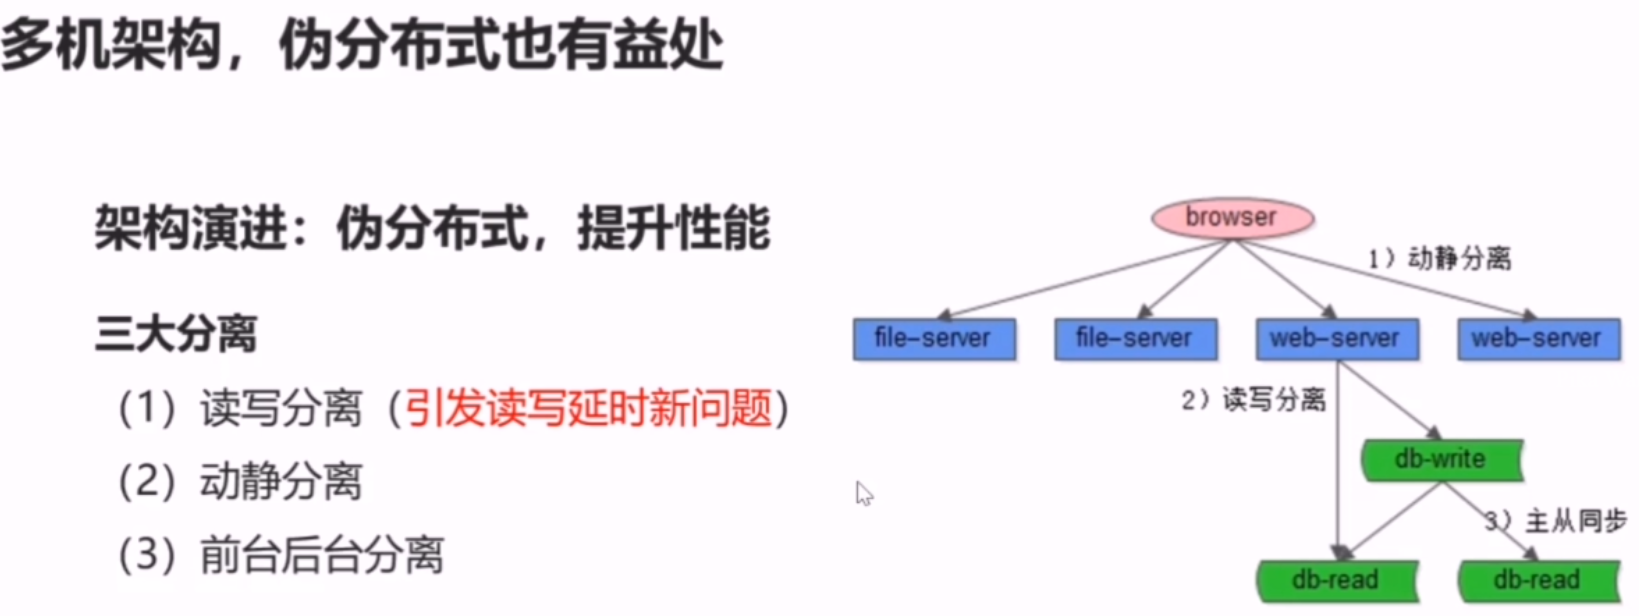 多机架构，伪分布式也有益处
架构演进：伪分布式，提升性能
三大分离
（1）读写分离（引发读写延时新问题）
（2）动静分离
（3）前台后台分离
browser
1）动静分离
file-server
file-server
web-server
web-server
2）读写分离
db-write
3）主从同步
db-read
db-read